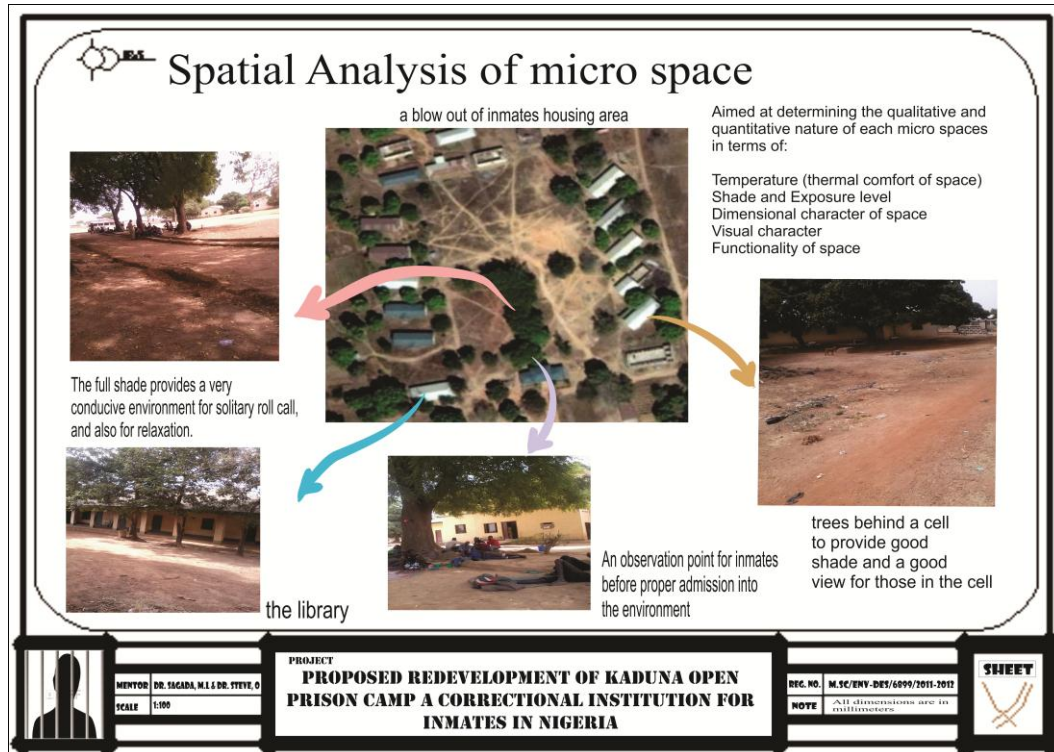 Spatial Analysis of micro space
a blow out of inmates housing area
Aimed at determining the qualitative and
quantitative nature of each micro spaces
in terms of:
Temperature (thermal comfort of space)
Shade and Exposure level
Dimensional character of space
Visual character
Functionality of space
The full shade provides a very
conducive environment for solitary roll call,
and also for relaxation.
the library
An observation point for inmates
before proper admission into
the environment
trees behind a cell
to provide good
shade and a good
view for those in the cell
MENTOR DR. SAGADA, M.L & DR. STEVE, O
SCALE 1:100
PROJECT
PROPOSED REDEVELOPMENT OF KADUNA OPEN
PRISON CAMP A CORRECTIONAL INSTITUTION FOR
INMATES IN NIGERIA
REG. NO. M.SC/ENV-DES/6899/2011-2012
NOTE All dimensions are in
millimeters
SHEET